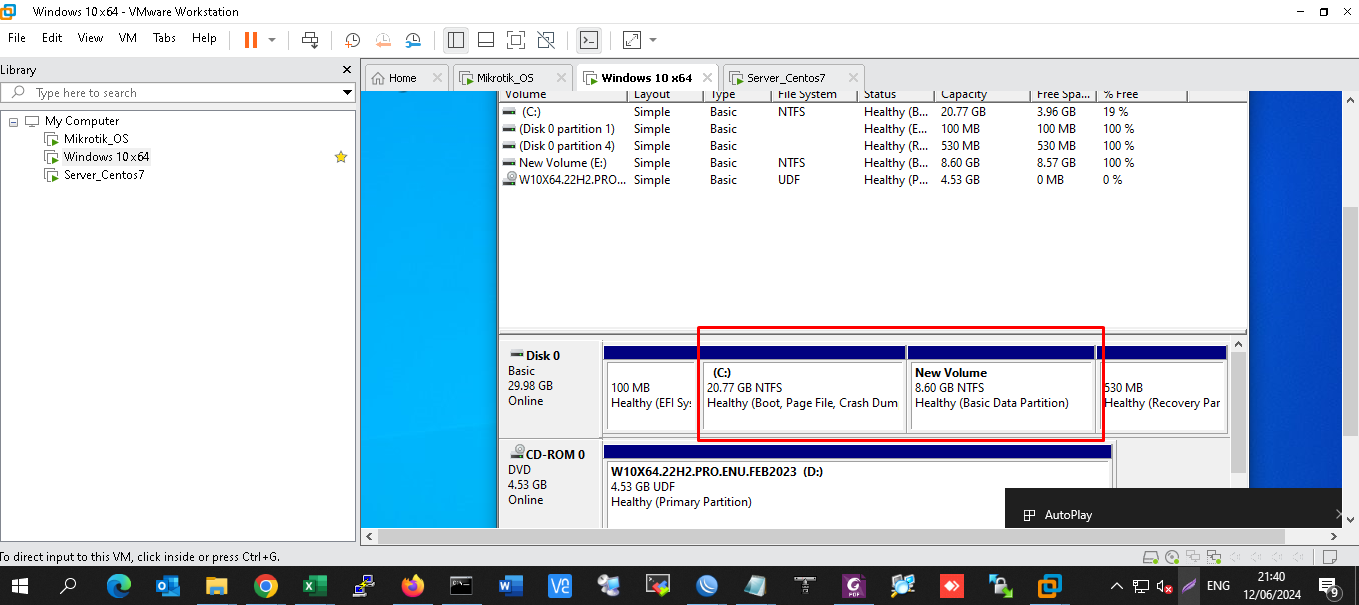 Windows 10 x64 - VMware Workstation
File Edit View VM Tabs Help
Library
Type here to search
My Computer
Mikrotik_OS
Windows 10 x64
Server_Centos7
Home Mikrotik_OS Windows 10 x64 Server_Centos7
Volume Layout Type File System Status Capacity Free Spa... % Free
(C:) Simple Basic NTFS Healthy (B... 20.77 GB 3.96 GB 19 %
(Disk 0 partition 1) Simple Basic Healthy (E... 100 MB 100 MB 100 %
(Disk 0 partition 4) Simple Basic Healthy (R... 530 MB 530 MB 100 %
New Volume (E:) Simple Basic NTFS Healthy (B... 8.60 GB 8.57 GB 100 %
W10X64.22H2.PRO... Simple Basic UDF Healthy (P... 4.53 GB 0 MB 0 %
Disk 0
Basic
29.98 GB
Online
100 MB
Healthy (EFI Sy
(C:)
20.77 GB NTFS
Healthy (Boot, Page File, Crash Dum
New Volume
8.60 GB NTFS
Healthy (Basic Data Partition)
530 MB
Healthy (Recovery Par
CD-ROM 0
DVD
4.53 GB
Online
W10X64.22H2.PRO.ENU.FEB2023 (D:)
4.53 GB UDF
Healthy (Primary Partition)
AutoPlay
To direct input to this VM, click inside or press Ctrl+G.
ENG
21:40
12/06/2024
9